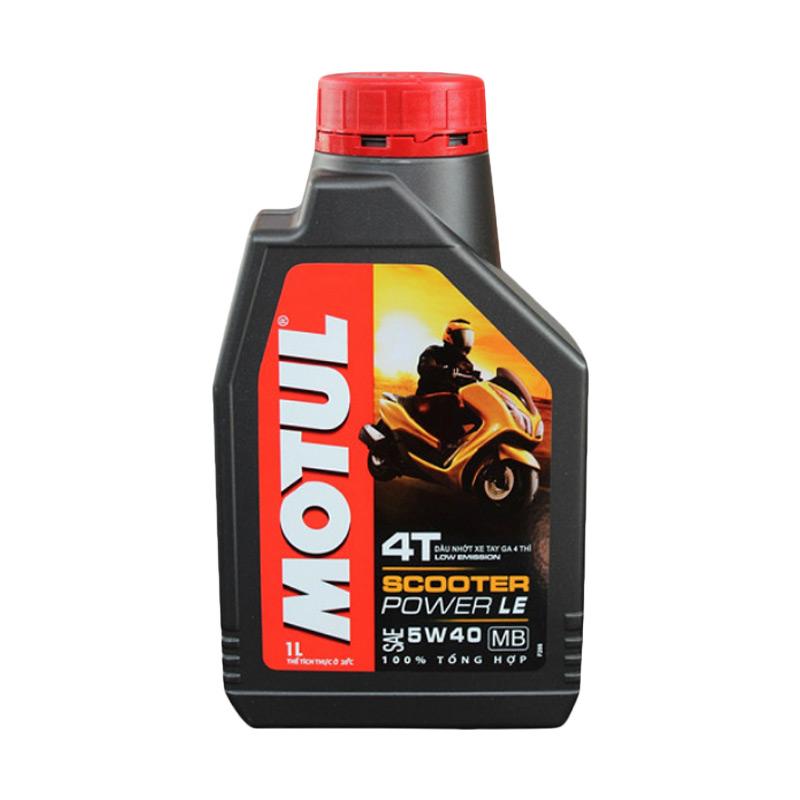 MOTUL®
1L
THỂ TÍCH THỰC Ở 20°C
4T DẦU NHỚT XE TAY GA 4 THÌ
LOW EMISSION
SCOOTER
POWER LE
SAE 5W40 MB
100% TỔNG HỢP